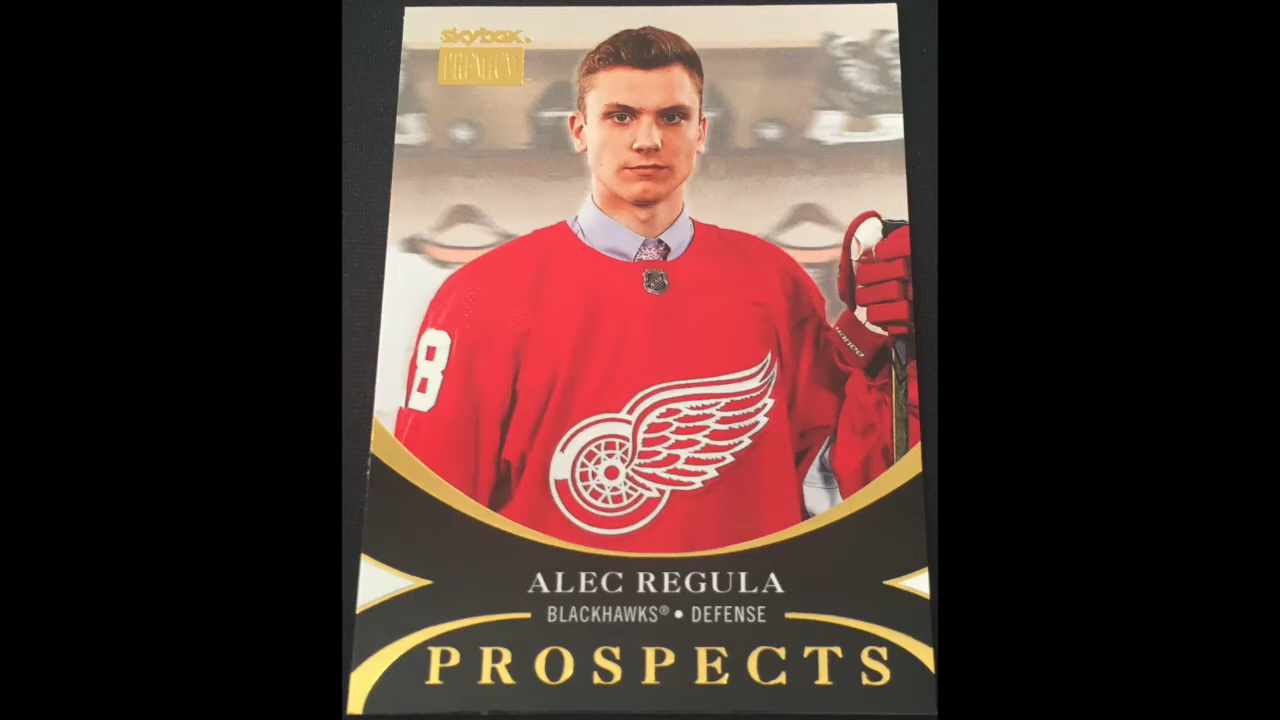 skybox.
PREMIUM
8
ALEC REGULA
BLACKHAWKS® • DEFENSE
PROSPECTS